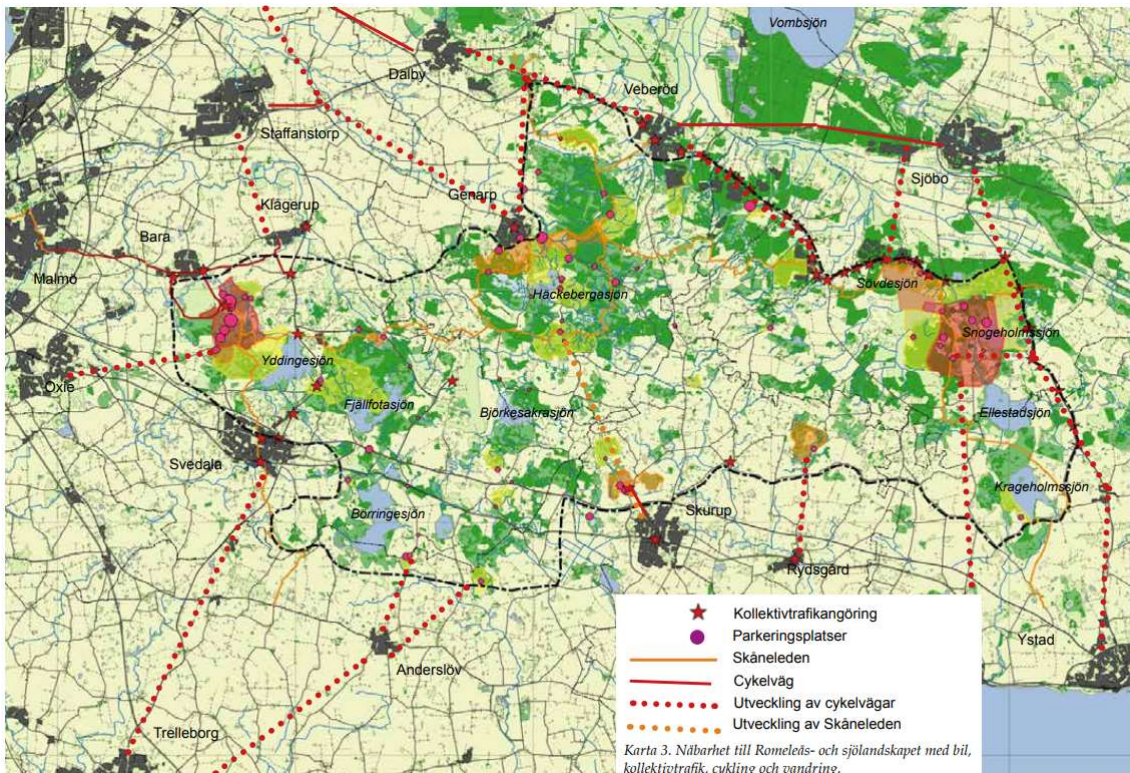 Vombsjön
Dalby
Veberöd
Staffanstorp
Sjöbo
Genarp
Klågerup
Bara
Malmö
Häckebergasjön
Sövdesjön
Snogeholmssjön
Yddingesjön
Oxie
Fjällfotasjön
Björkesakrasjön
Ellestadsjön
Svedala
Krageholmssjön
Börringesjön
Skurup
Rydsgård
Kollektivtrafikangöring
Parkeringsplatser
Ystad
Skåneleden
Anderslöv
Cykelväg
Utveckling av cykelvägar
Utveckling av Skåneleden
Trelleborg
Karta 3. Nåbarhet till Romeleås- och sjölandskapet med bil,
kollektivtrafik, cykling och vandring.